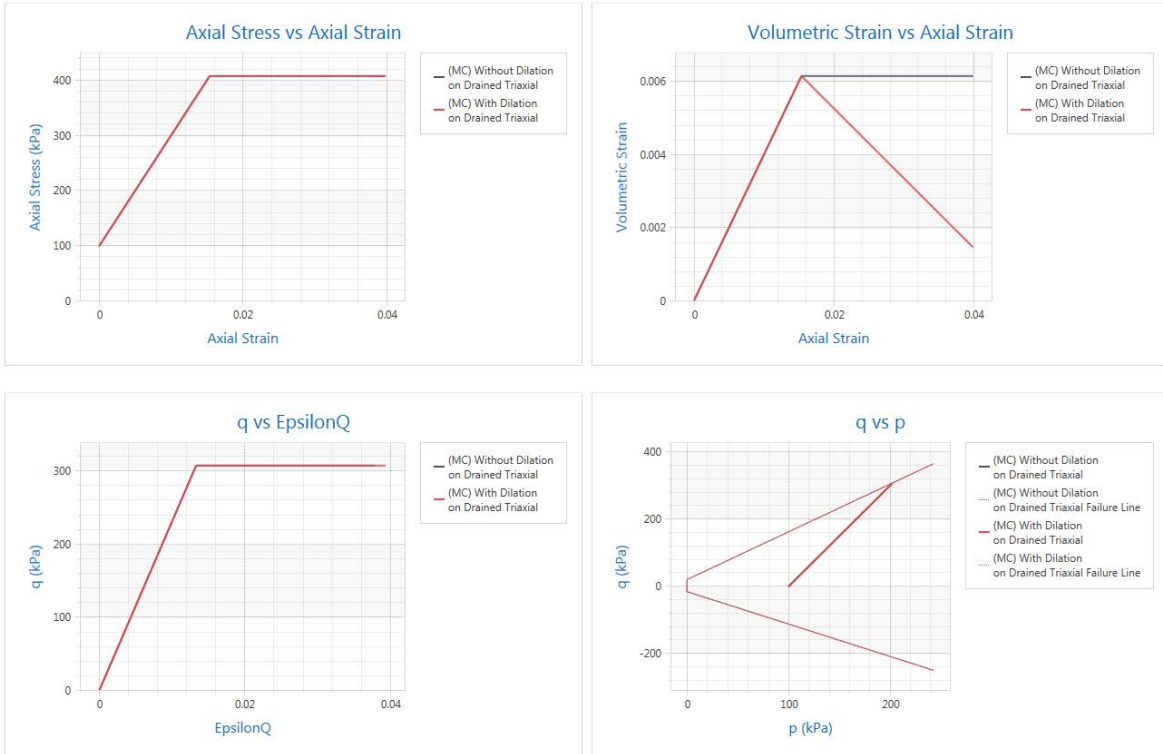 Axial Stress vs Axial Strain
400
300
200
100
0
0
0.02
0.04
Axial Stress (kPa)
Axial Strain
(MC) Without Dilation
on Drained Triaxial
(MC) With Dilation
on Drained Triaxial
Volumetric Strain vs Axial Strain
0.006
0.004
0.002
0
0
0.02
0.04
Volumetric Strain
Axial Strain
(MC) Without Dilation
on Drained Triaxial
(MC) With Dilation
on Drained Triaxial
q vs EpsilonQ
300
200
100
0
0
0.02
0.04
q (kPa)
EpsilonQ
(MC) Without Dilation
on Drained Triaxial
(MC) With Dilation
on Drained Triaxial
q vs p
400
200
0
-200
0
100
200
q (kPa)
p (kPa)
(MC) Without Dilation
on Drained Triaxial
(MC) Without Dilation
on Drained Triaxial Failure Line
(MC) With Dilation
on Drained Triaxial
(MC) With Dilation
on Drained Triaxial Failure Line